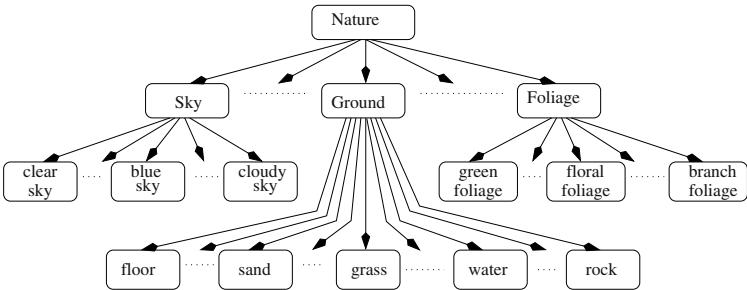 Nature
Sky
Ground
Foliage
clear
sky
blue
sky
cloudy
sky
green
foliage
floral
foliage
branch
foliage
floor
sand
grass
water
rock